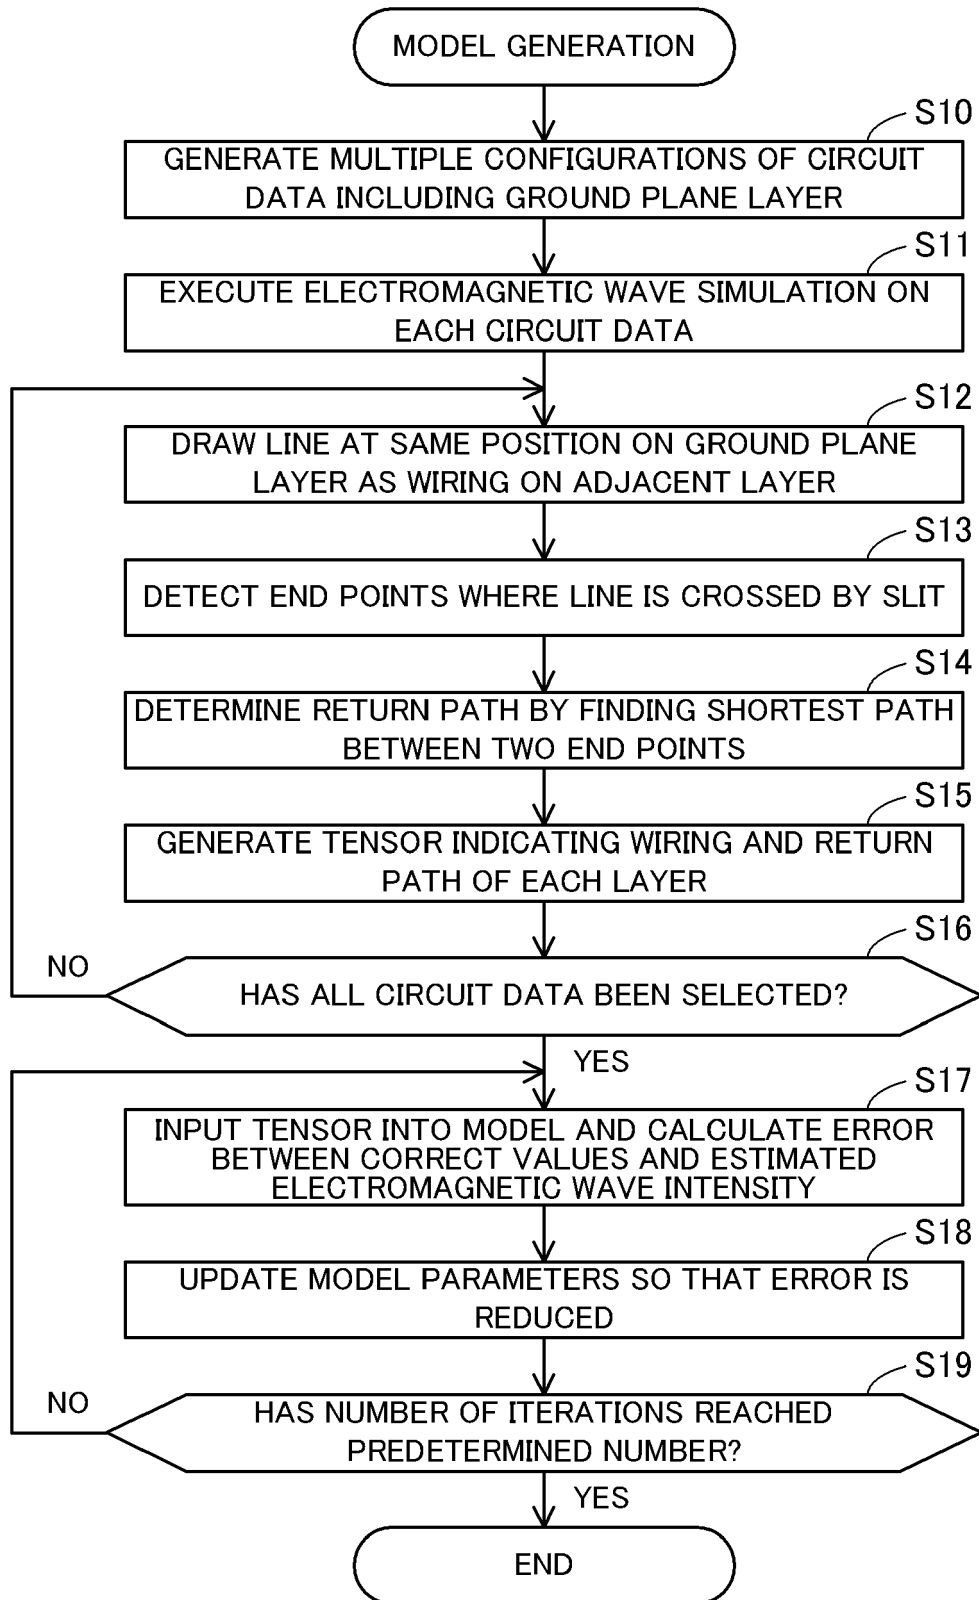 MODEL GENERATION
S10
GENERATE MULTIPLE CONFIGURATIONS OF CIRCUIT
DATA INCLUDING GROUND PLANE LAYER
S11
EXECUTE ELECTROMAGNETIC WAVE SIMULATION ON
EACH CIRCUIT DATA
S12
DRAW LINE AT SAME POSITION ON GROUND PLANE
LAYER AS WIRING ON ADJACENT LAYER
S13
DETECT END POINTS WHERE LINE IS CROSSED BY SLIT
S14
DETERMINE RETURN PATH BY FINDING SHORTEST PATH
BETWEEN TWO END POINTS
S15
GENERATE TENSOR INDICATING WIRING AND RETURN
PATH OF EACH LAYER
S16
NO
HAS ALL CIRCUIT DATA BEEN SELECTED?
YES
S17
INPUT TENSOR INTO MODEL AND CALCULATE ERROR
BETWEEN CORRECT VALUES AND ESTIMATED
ELECTROMAGNETIC WAVE INTENSITY
S18
UPDATE MODEL PARAMETERS SO THAT ERROR IS
REDUCED
S19
NO
HAS NUMBER OF ITERATIONS REACHED
PREDETERMINED NUMBER?
YES
END